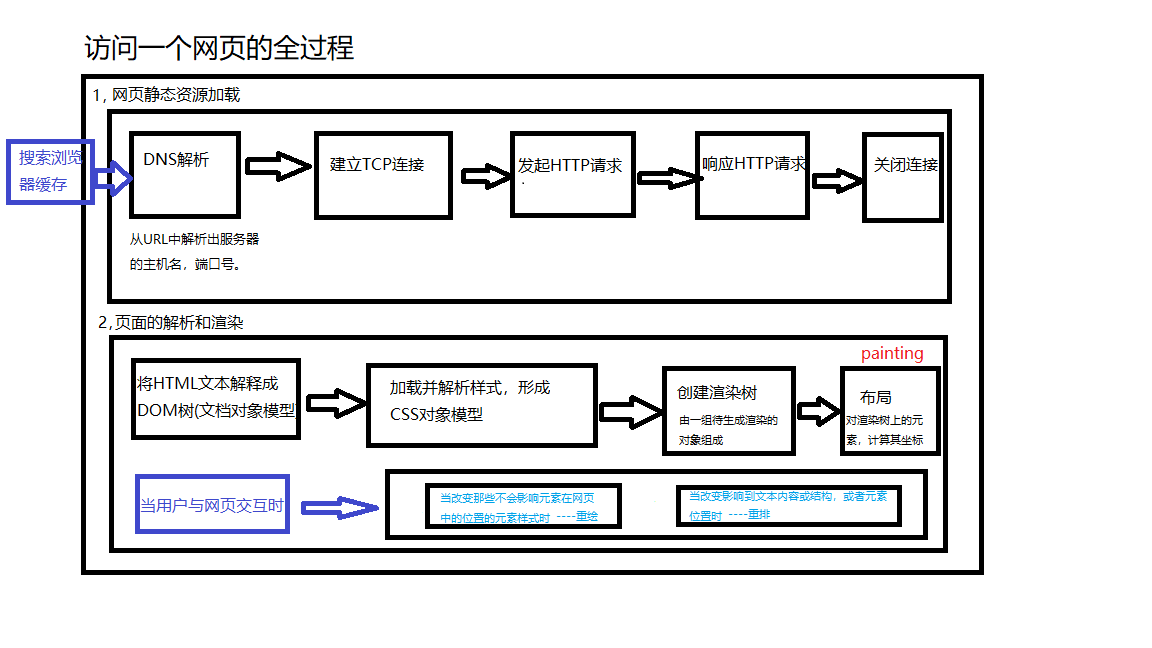 访问一个网页的全过程
1, 网页静态资源加载
搜索浏览
器缓存
DNS解析
建立TCP连接
发起HTTP请求
响应HTTP请求
关闭连接
从URL中解析出服务器
的主机名，端口号。
2,页面的解析和渲染
painting
将HTML文本解释成
DOM树(文档对象模型
加载并解析样式，形成
CSS对象模型
创建渲染树
由一组待生成渲染的
对象组成
布局
对渲染树上的元
素，计算其坐标
当用户与网页交互时
当改变那些不会影响元素在网页
中的位置的元素样式时 ----重绘
当改变影响到文本内容或结构，或者元素
位置时 ----重排